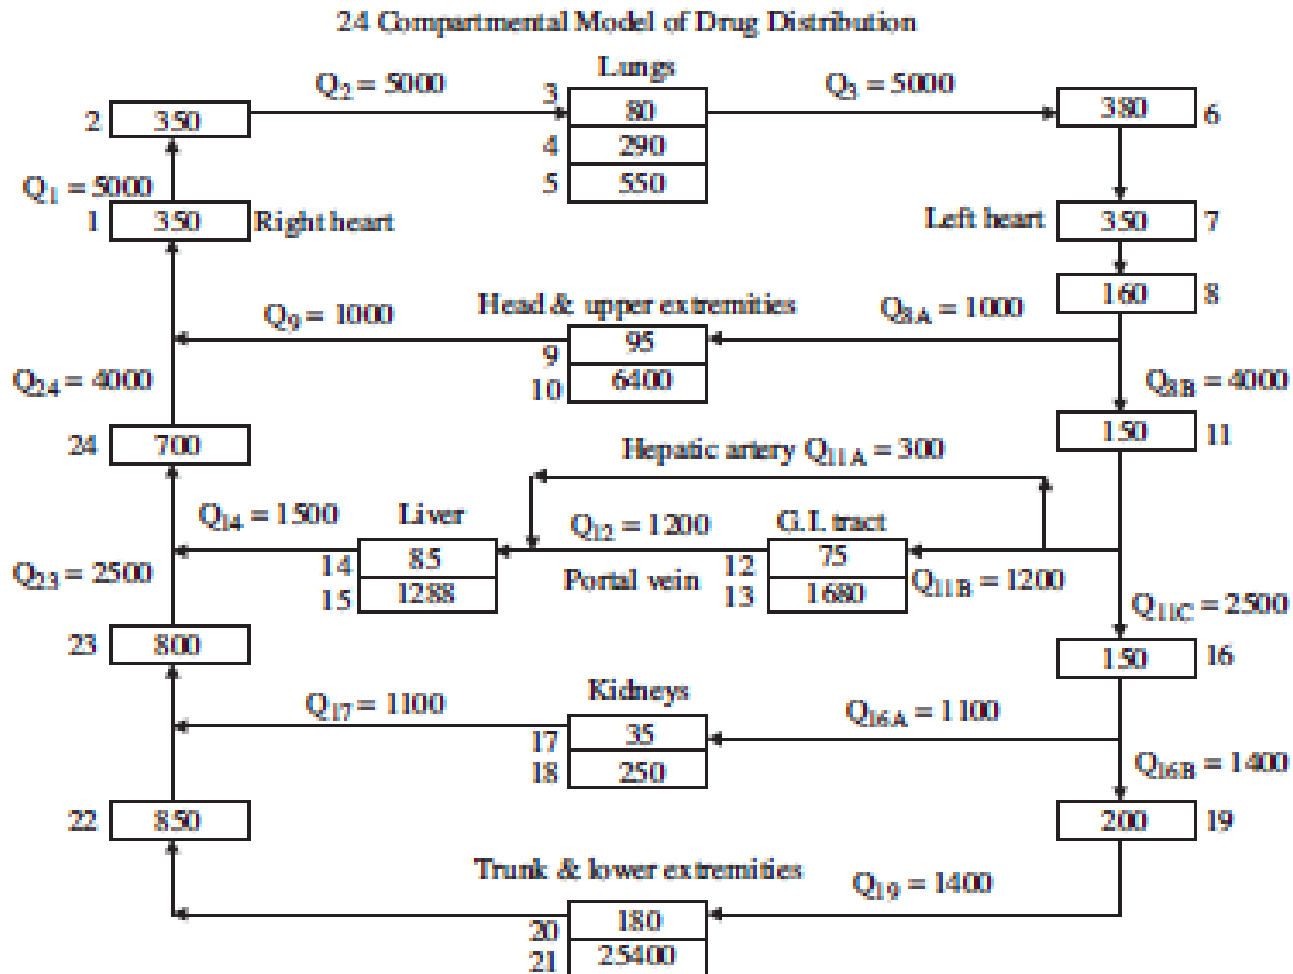 24 Compartmental Model of Drug Distribution
Lungs
Q2 = 5000
Q3 = 5000
3
2
350
80
380
6
4
290
5
550
Q1 = 5000
1
350
Right heart
Left heart
350
7
160
8
Head & upper extremities
Q9 = 1000
Q8A = 1000
9
95
10
6400
Q24 = 4000
Q8B = 4000
24
700
150
11
Hepatic artery Q11A = 300
Q14 = 1500
Liver
Q12 = 1200
G.I. tract
14
85
12
75
Q23 = 2500
15
1288
Portal vein
13
1680
Q11B = 1200
Q11C = 2500
23
800
150
16
Kidneys
Q17 = 1100
Q16A = 1100
17
35
18
250
Q16B = 1400
22
850
200
19
Trunk & lower extremities
Q19 = 1400
20
180
21
25400